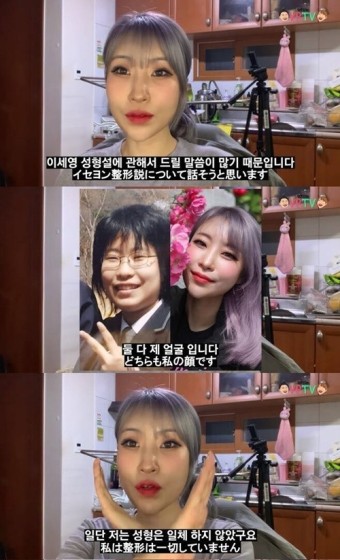 이세영 성형설에 관해서 드릴 말씀이 많기 때문입니다
イセヨン整形説について話そうと思います
둘 다 제 얼굴 입니다
どちらも私の顔です
일단 저는 성형은 일체 하지 않았구요
私は整形は一切していません